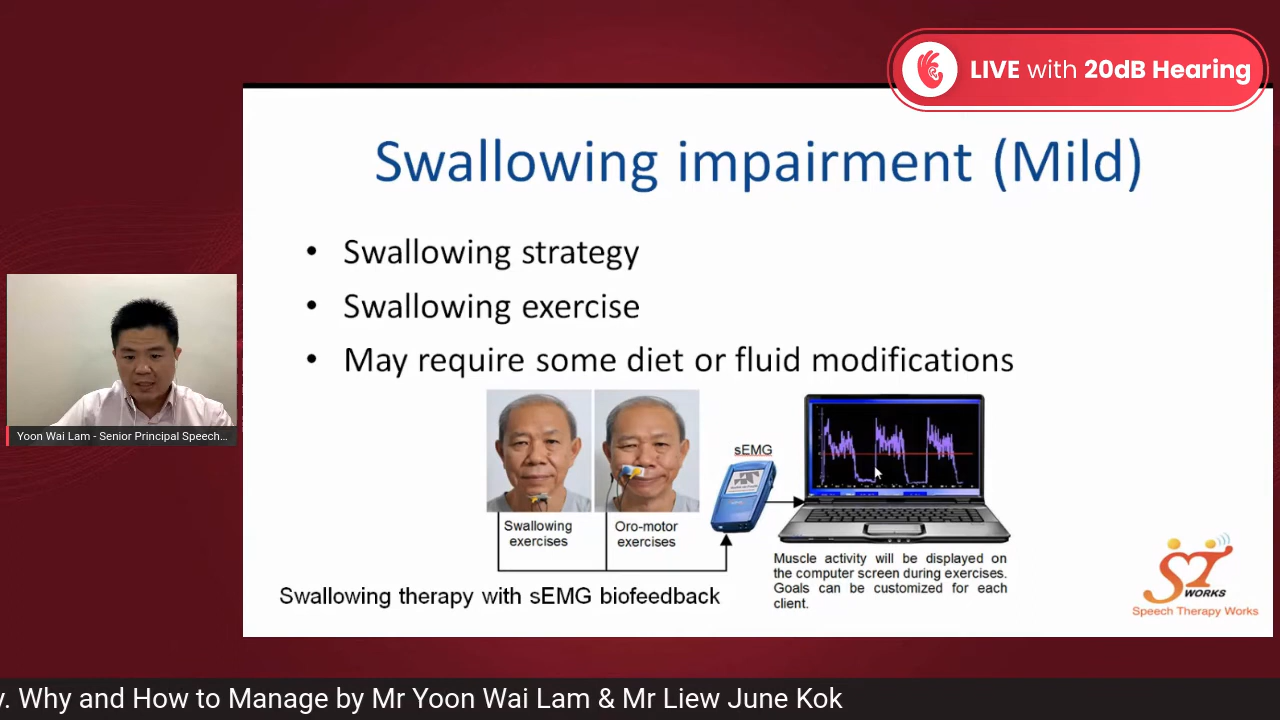 LIVE with 20dB Hearing
Swallowing impairment (Mild)
• Swallowing strategy
• Swallowing exercise
• May require some diet or fluid modifications
sEMG
Swallowing
exercises
Oro-motor
exercises
Muscle activity will be displayed on
the computer screen during exercises.
Goals can be customized for each
client.
Swallowing therapy with sEMG biofeedback
ST
WORKS
Speech Therapy Works
Yoon Wai Lam - Senior Principal Speech...
. Why and How to Manage by Mr Yoon Wai Lam & Mr Liew June Kok